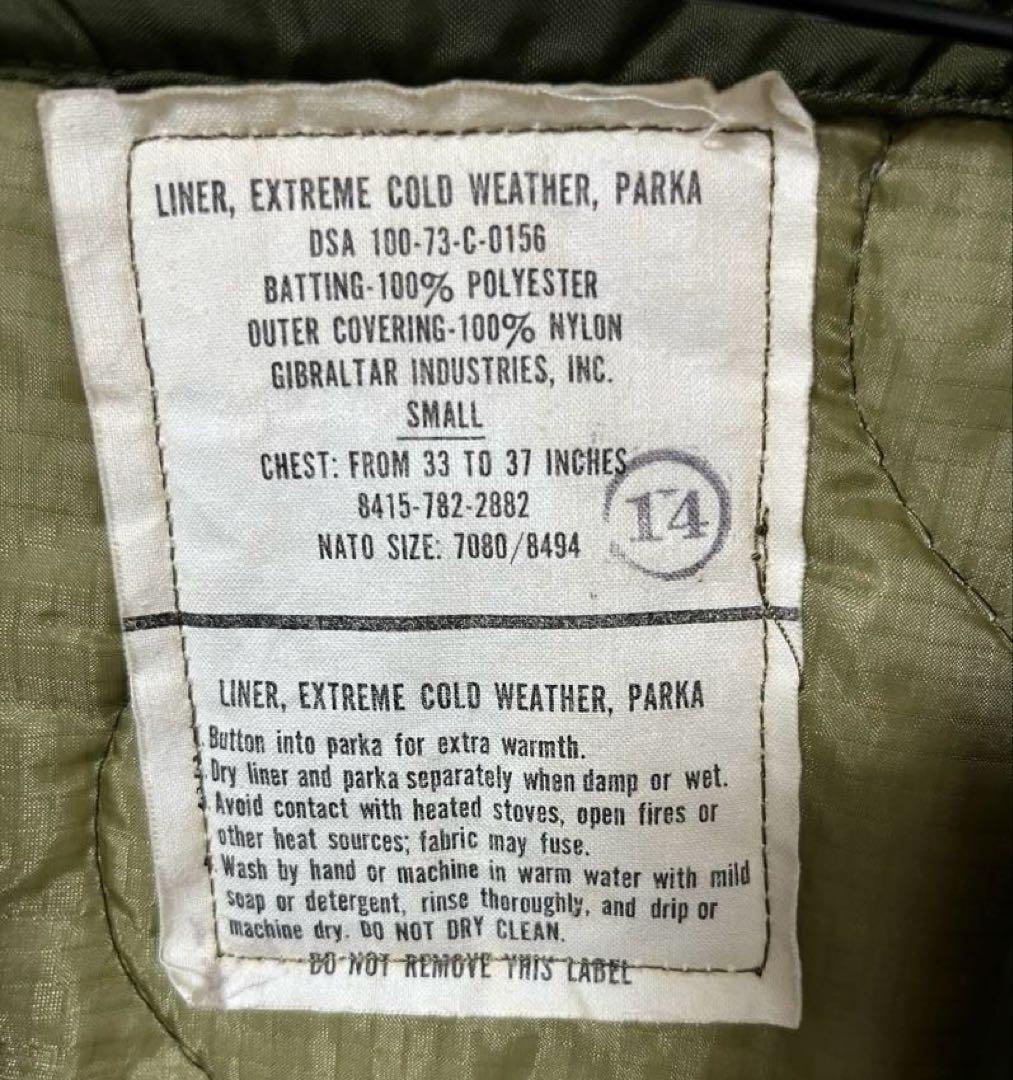 LINER, EXTREME COLD WEATHER, PARKA
DSA 100-73-C-0156
BATTING-100% POLYESTER
OUTER COVERING-100% NYLON
GIBRALTAR INDUSTRIES, INC.
SMALL
CHEST: FROM 33 TO 37 INCHES
8415-782-2882
14
NATO SIZE: 7080/8494
LINER, EXTREME COLD WEATHER, PARKA
1. Button into parka for extra warmth.
2. Dry liner and parka separately when damp or wet.
3. Avoid contact with heated stoves, open fires or
other heat sources; fabric may fuse.
4. Wash by hand or machine in warm water with mild
soap or detergent, rinse thoroughly, and drip or
machine dry. DO NOT DRY CLEAN.
DO NOT REMOVE THIS LABEL